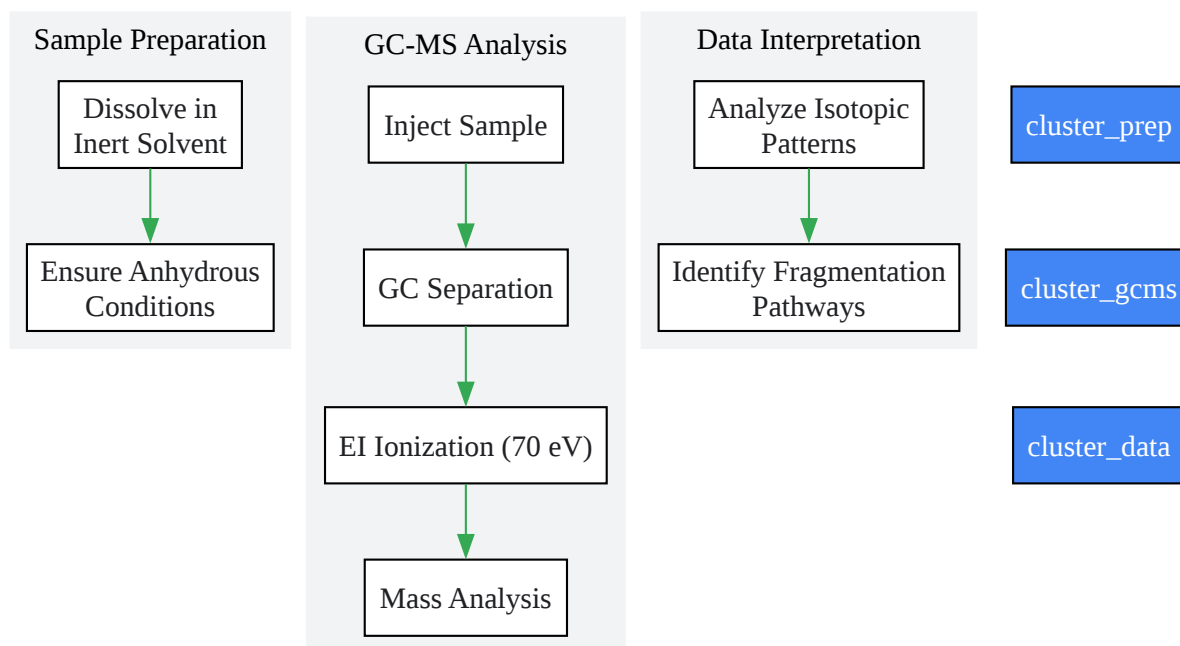 Sample Preparation
Dissolve in
Inert Solvent
Ensure Anhydrous
Conditions
GC-MS Analysis
Inject Sample
GC Separation
EI Ionization (70 eV)
Mass Analysis
Data Interpretation
Analyze Isotopic
Patterns
Identify Fragmentation
Pathways
cluster_prep
cluster_gcms
cluster_data